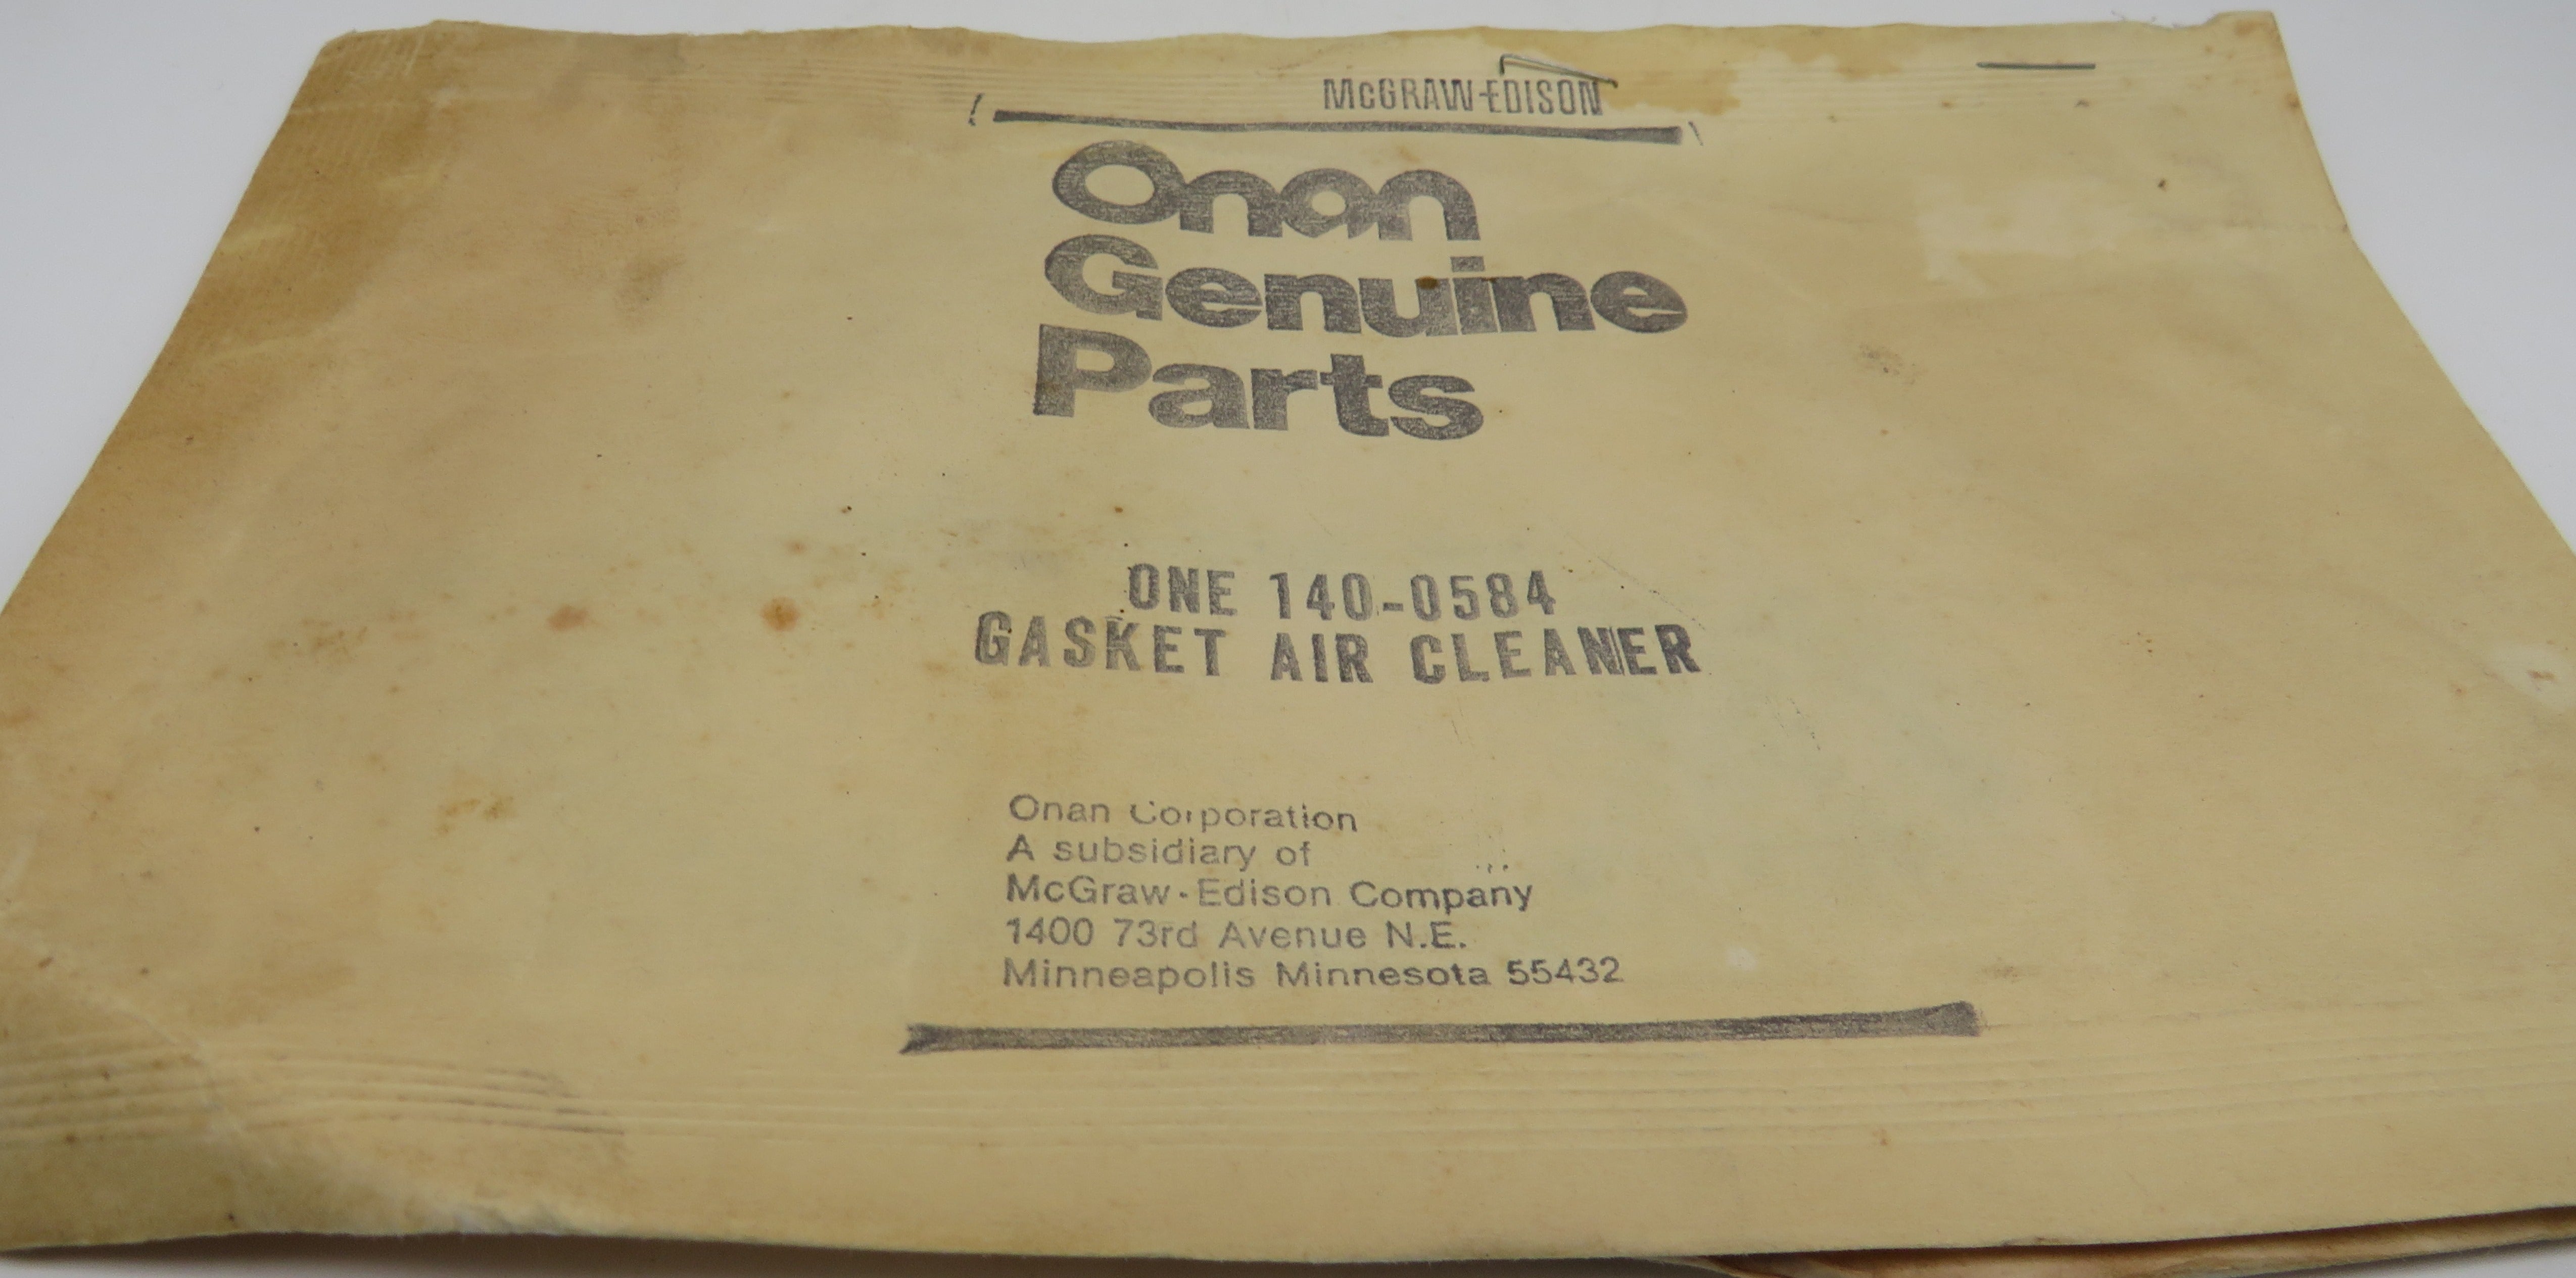 McGRAW-EDISON
Onan
Genuine
Parts
ONE 140-0584
GASKET AIR CLEANER
Onan Corporation
A subsidiary of
McGraw-Edison Company
1400 73rd Avenue N.E.
Minneapolis Minnesota 55432